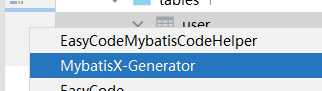 tables
user
EasyCodeMybatisCodeHelper
MybatisX-Generator
EasyCode